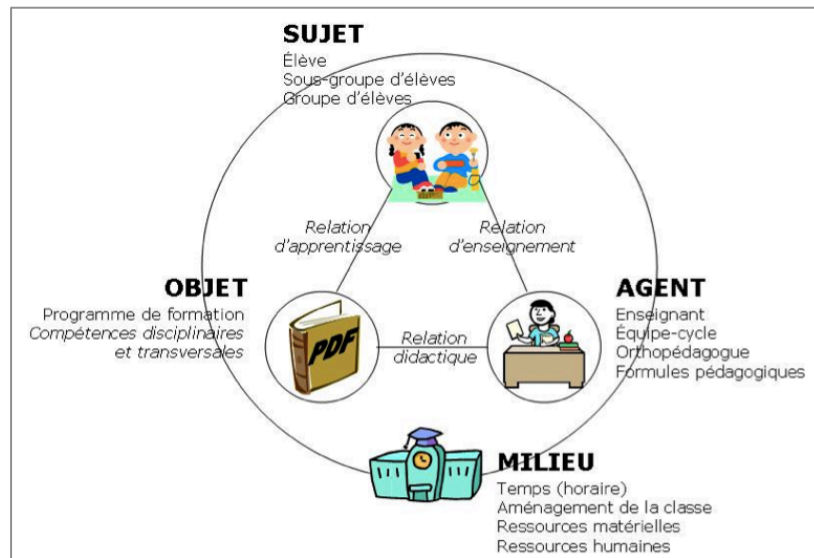 SUJET
Élève
Sous-groupe d'élèves
Groupe d'élèves
Relation
d'apprentissage
Relation
d'enseignement
OBJET
Programme de formation
Compétences disciplinaires
et transversales
PDF
Relation
didactique
AGENT
Enseignant
Équipe-cycle
Orthopédagogue
Formules pédagogiques
MILIEU
Temps (horaire)
Aménagement de la classe
Ressources matérielles
Ressources humaines